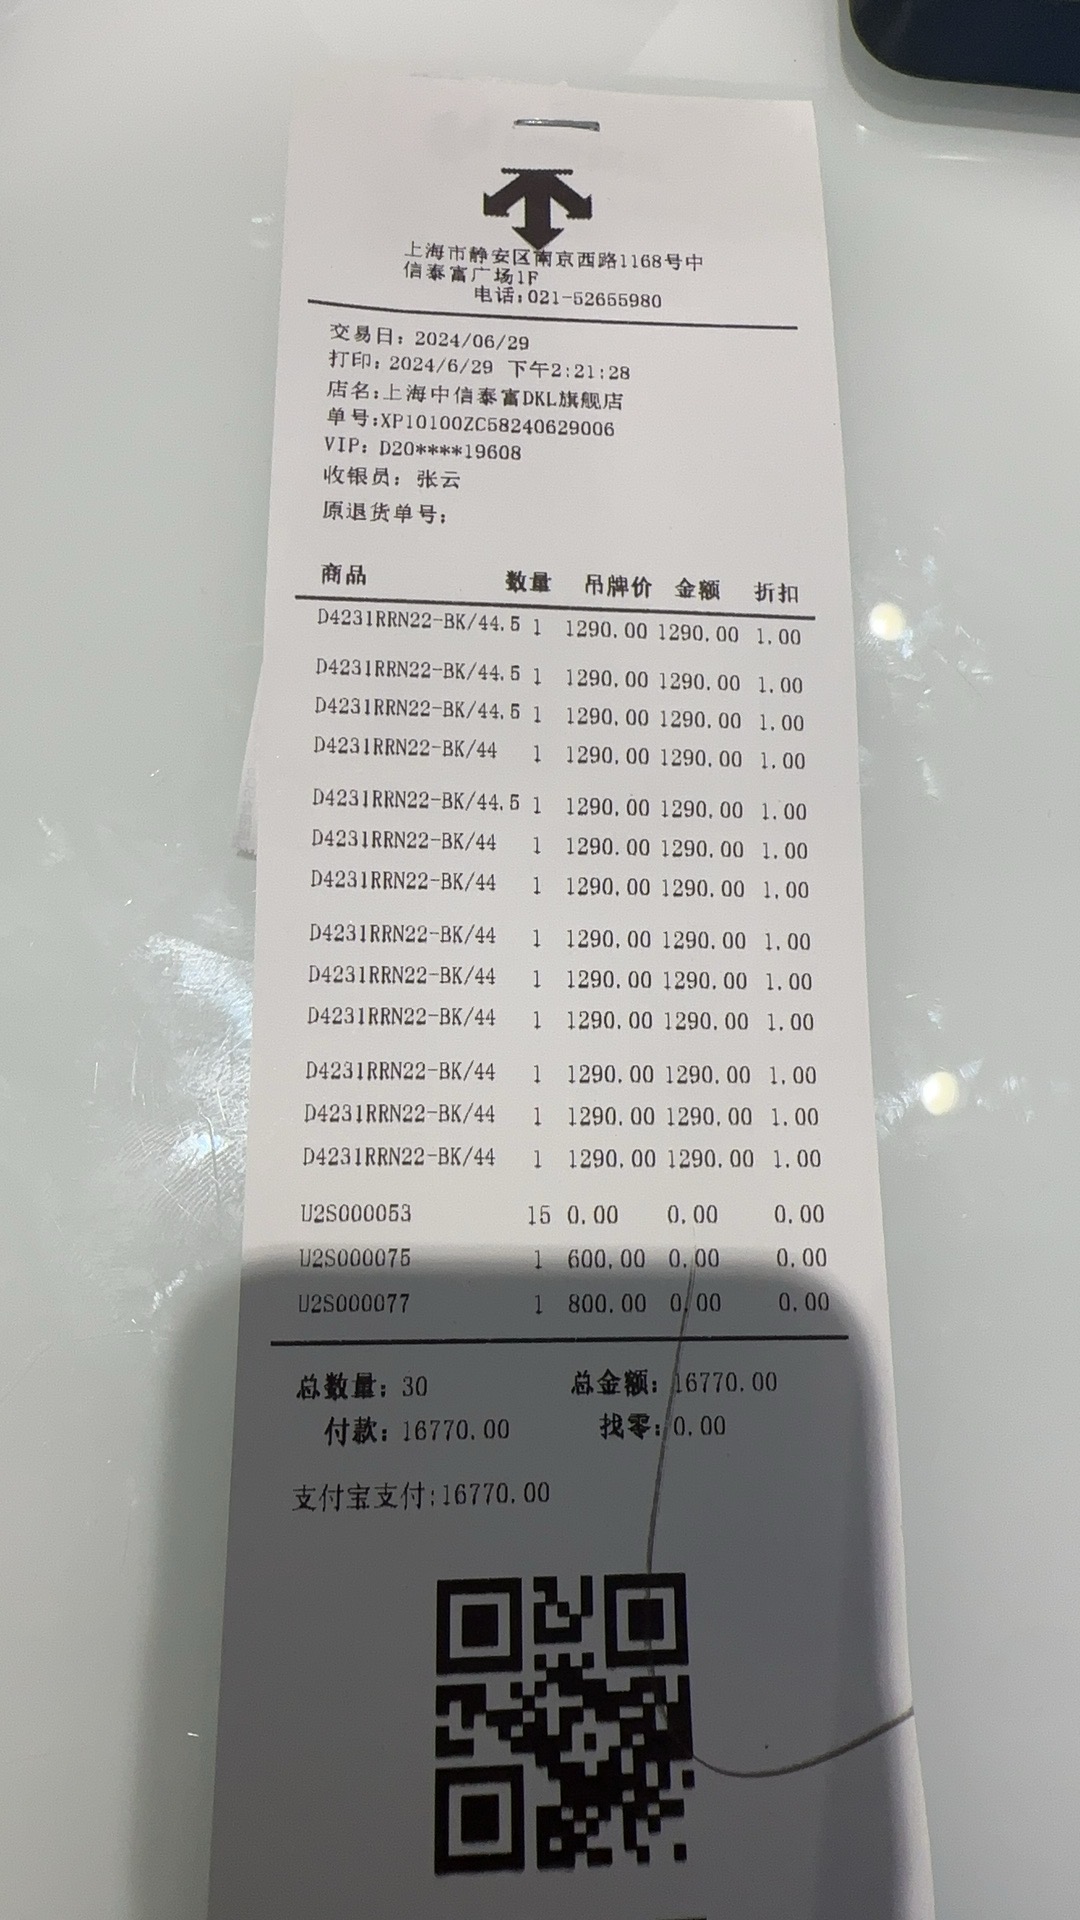 上海市静安区南京西路1168号中
信泰富广场1F
电话:021-52655980
交易日: 2024/06/29
打印: 2024/6/29 下午2:21:28
店名:上海中信泰富DKL旗舰店
单号:XP10100ZC58240629006
VIP: D20****19608
收银员: 张云
原退货单号:
商品 数量 吊牌价 金额 折扣
D4231RRN22-BK/44.5 1 1290.00 1290.00 1.00
D4231RRN22-BK/44.5 1 1290.00 1290.00 1.00
D4231RRN22-BK/44.5 1 1290.00 1290.00 1.00
D4231RRN22-BK/44 1 1290.00 1290.00 1.00
D4231RRN22-BK/44.5 1 1290.00 1290.00 1.00
D4231RRN22-BK/44 1 1290.00 1290.00 1.00
D4231RRN22-BK/44 1 1290.00 1290.00 1.00
D4231RRN22-BK/44 1 1290.00 1290.00 1.00
D4231RRN22-BK/44 1 1290.00 1290.00 1.00
D4231RRN22-BK/44 1 1290.00 1290.00 1.00
D4231RRN22-BK/44 1 1290.00 1290.00 1.00
D4231RRN22-BK/44 1 1290.00 1290.00 1.00
D4231RRN22-BK/44 1 1290.00 1290.00 1.00
U2S000053 15 0.00 0.00 0.00
U2S000075 1 600.00 0.00 0.00
U2S000077 1 800.00 0.00 0.00
总数量: 30 总金额: 16770.00
付款: 16770.00 找零: 0.00
支付宝支付:16770.00